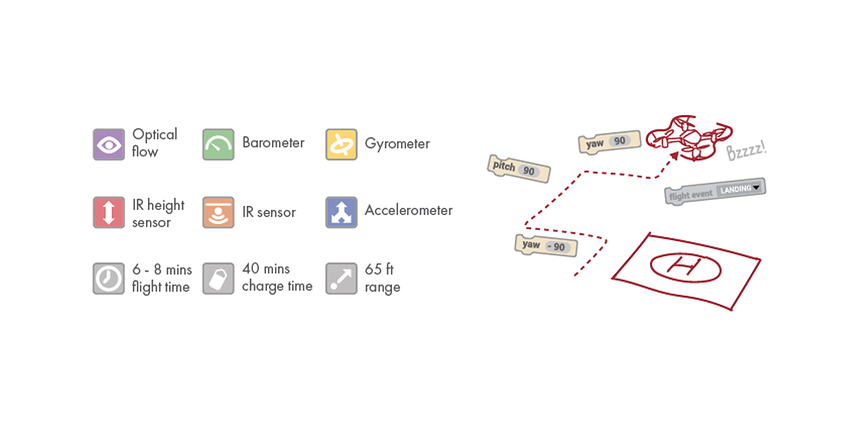 Optical
flow
Barometer
Gyrometer
IR height
sensor
IR sensor
Accelerometer
6 - 8 mins
flight time
40 mins
charge time
65 ft
range
yaw 90
Bzzzz!
pitch 90
flight event LANDING
yaw - 90
H